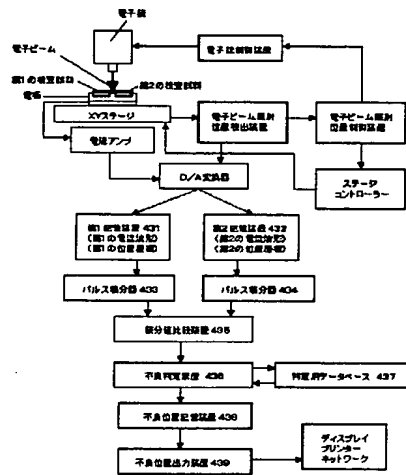 電子銃
電子ビーム
電子銃制御装置
第1の検査試料
第2の検査試料
電極
XYステージ
電子ビーム照射
位置検出装置
電子ビーム照射
位置制御装置
電流アンプ
D/A変換器
ステージ
コントローラー
第1記憶装置 431
(第1の電流波形)
(第1の位置座標)
第2記憶装置 432
(第2の電流波形)
(第2の位置座標)
パルス積分器 433
パルス積分器 434
積分値比較装置 435
不良判定装置 436
判定用データベース 437
不良位置記憶装置 438
不良位置出力装置 439
ディスプレイ
プリンター
ネットワーク